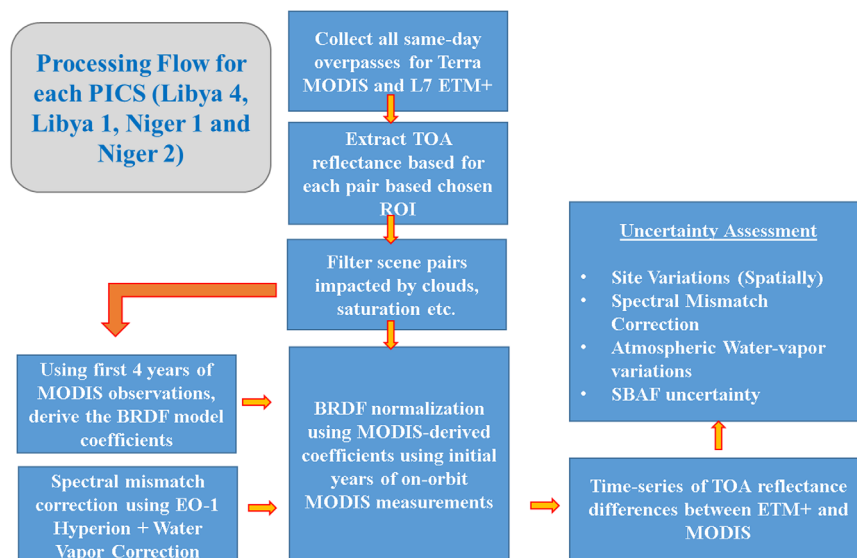 Processing Flow for
each PICS (Libya 4,
Libya 1, Niger 1 and
Niger 2)
Collect all same-day
overpasses for Terra
MODIS and L7 ETM+
Extract TOA
reflectance based for
each pair based chosen
ROI
Filter scene pairs
impacted by clouds,
saturation etc.
Using first 4 years of
MODIS observations,
derive the BRDF model
coefficients
Spectral mismatch
correction using EO-1
Hyperion + Water
Vapor Correction
BRDF normalization
using MODIS-derived
coefficients using initial
years of on-orbit
MODIS measurements
Time-series of TOA reflectance
differences between ETM+ and
MODIS
Uncertainty Assessment
• Site Variations (Spatially)
• Spectral Mismatch
Correction
• Atmospheric Water-vapor
variations
• SBAF uncertainty